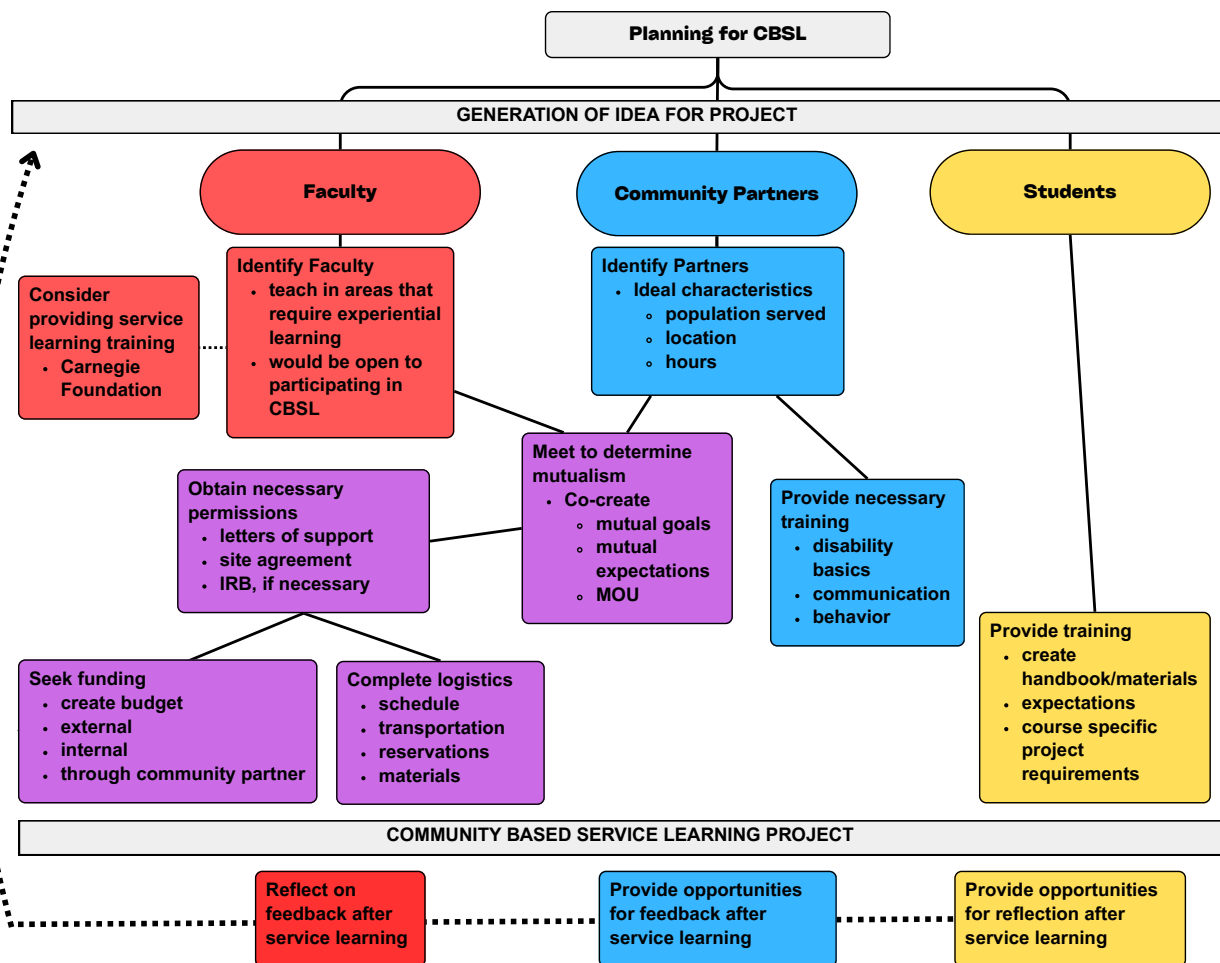 Planning for CBSL
GENERATION OF IDEA FOR PROJECT
Faculty
Community Partners
Students
Identify Faculty
• teach in areas that
require experiential
learning
• would be open to
participating in
CBSL
Consider
providing service
learning training
• Carnegie
Foundation
Identify Partners
• Ideal characteristics
◦ population served
◦ location
◦ hours
Meet to determine
mutualism
• Co-create
◦ mutual goals
◦ mutual
expectations
◦ MOU
Obtain necessary
permissions
• letters of support
• site agreement
• IRB, if necessary
Provide necessary
training
• disability
basics
• communication
• behavior
Provide training
• create
handbook/materials
• expectations
• course specific
project
requirements
Seek funding
• create budget
• external
• internal
• through community partner
Complete logistics
• schedule
• transportation
• reservations
• materials
COMMUNITY BASED SERVICE LEARNING PROJECT
Reflect on
feedback after
service learning
Provide opportunities
for feedback after
service learning
Provide opportunities
for reflection after
service learning